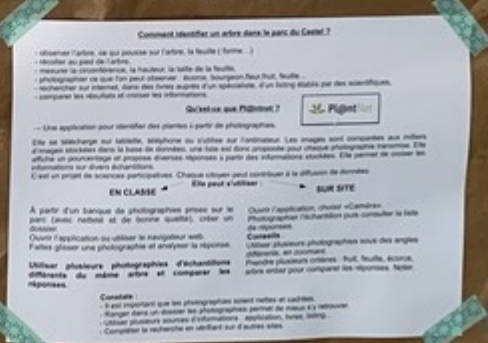 Comment identifier un arbre dans le parc du Castel ?
- observer l'arbre, ce qui pousse sur l'arbre, la feuille ( forme...)
- récolter au pied de l'arbre,
- mesurer la circonférence, la hauteur, la taille de la feuille,
- photographier ce que l'on peut observer : écorce, bourgeon, fleur, fruit, feuille...
- rechercher sur internet, dans des livres auprès d'un spécialiste, d'un listing établis par des scientifiques,
- comparer les résultats et croiser les informations.
Qu'est-ce que Pl@ntnet ?
Pl@ntNet
Une application pour identifier des plantes à partir de photographies.
Elle se télécharge sur tablette, téléphone ou s'utilise sur l'ordinateur. Les images sont comparées aux milliers
d'images stockées dans la base de données, une liste est donc proposée pour chaque photographie transmise. Elle
affiche un pourcentage et propose diverses réponses à partir des informations stockées. Elle permet de croiser les
informations sur divers échantillons.
C'est un projet de sciences participatives. Chaque citoyen peut contribuer à la diffusion de données.
Elle peut s'utiliser :
EN CLASSE
SUR SITE
À partir d'un banque de photographies prises sur le
parc (avec netteté et de bonne qualité), créer un
dossier.
Ouvrir l'application ou utiliser le navigateur web.
Faites glisser une photographie et analyser la réponse.
Utiliser plusieurs photographies d'échantillons
différents du même arbre et comparer les
réponses.
Ouvrir l'application, choisir «Caméra».
Photographier l'échantillon puis consulter la liste
de réponses.
Conseils :
Utiliser plusieurs photographies sous des angles
différents, en zoomant.
Prendre plusieurs critères : fruit, feuille, écorce,
arbre entier pour comparer les réponses. Noter.
Constats :
- Il est important que les photographies soient nettes et cadrées.
- Ranger dans un dossier les photographies permet de mieux s'y retrouver.
- Utiliser plusieurs sources d'informations : application, livres, listing...
- Compléter la recherche en vérifiant sur d'autres sites.